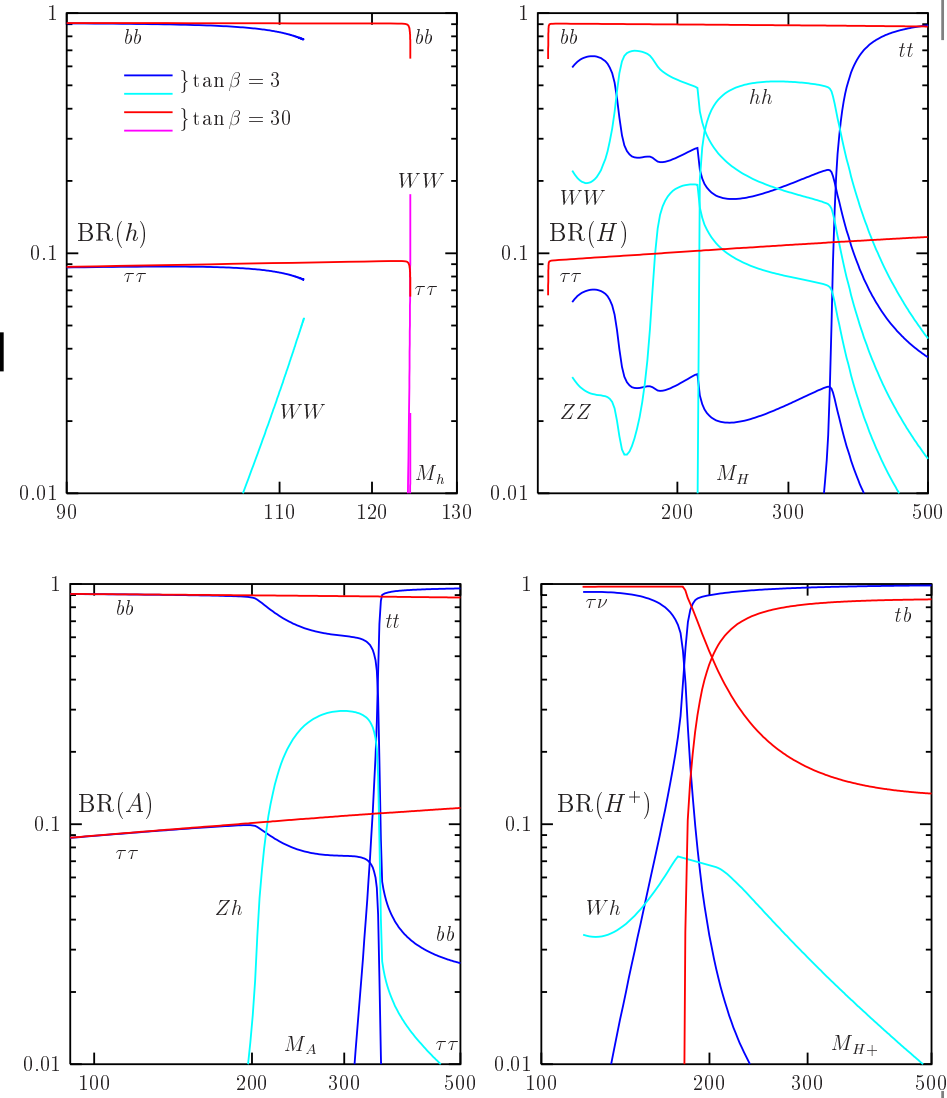 1
bb
bb
}tan β = 3
}tan β = 30
WW
BR(h)
0.1
ττ
ττ
WW
M_h
0.01
90 110 120 130
1
bb
tt
hh
WW
BR(H)
0.1
ττ
ZZ
M_H
0.01
200 300 500
1
bb
tt
BR(A)
0.1
ττ
Zh
bb
M_A
ττ
0.01
100 200 300 500
1
τν
tb
BR(H⁺)
0.1
Wh
M_{H+}
0.01
100 200 300 500